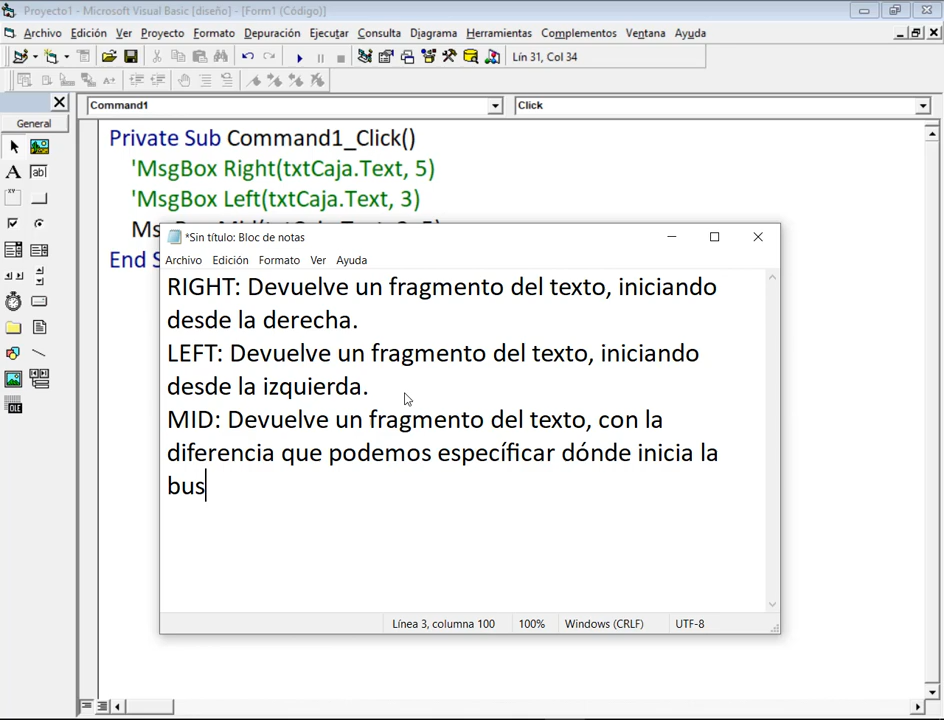 Proyecto1 - Microsoft Visual Basic [diseño] - [Form1 (Código)]
Archivo Edición Ver Proyecto Formato Depuración Ejecutar Consulta Diagrama Herramientas Complementos Ventana Ayuda
Lín 31, Col 34
General
Command1
Click
Private Sub Command1_Click()
'MsgBox Right(txtCaja.Text, 5)
'MsgBox Left(txtCaja.Text, 3)
End S
*Sin título: Bloc de notas
Archivo Edición Formato Ver Ayuda
RIGHT: Devuelve un fragmento del texto, iniciando
desde la derecha.
LEFT: Devuelve un fragmento del texto, iniciando
desde la izquierda.
MID: Devuelve un fragmento del texto, con la
diferencia que podemos específicar dónde inicia la
bus
Línea 3, columna 100 100% Windows (CRLF) UTF-8